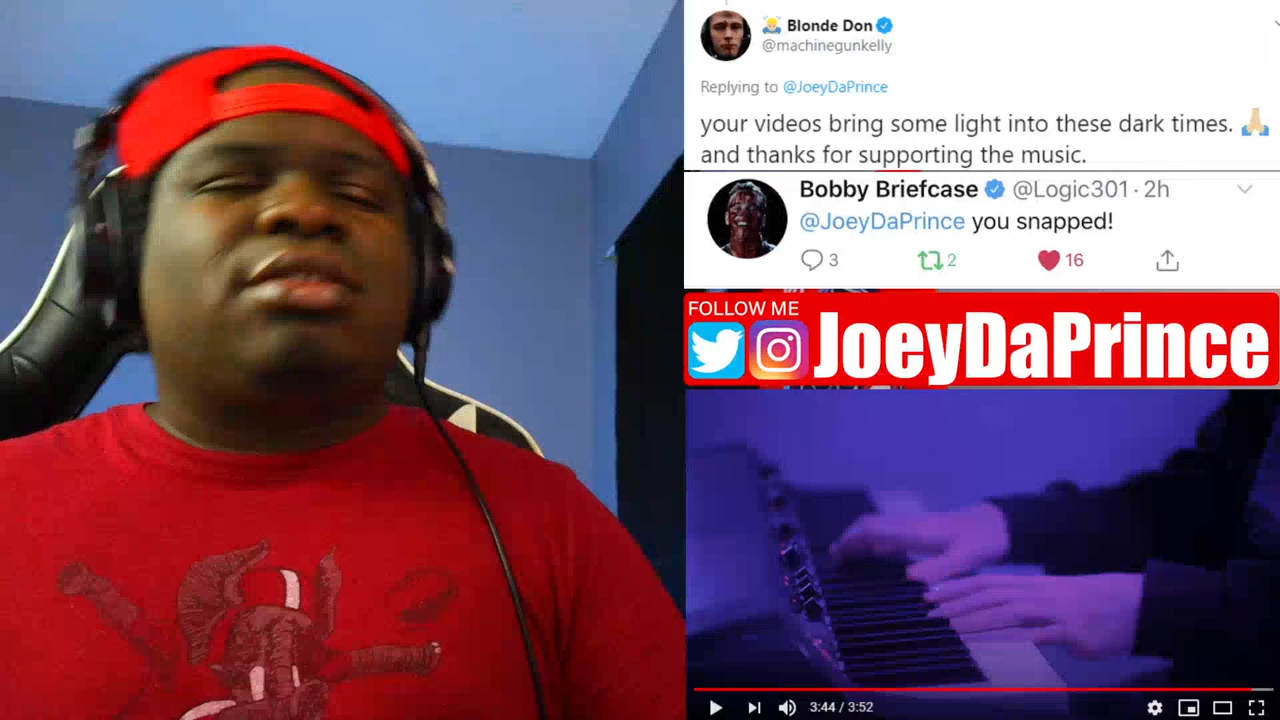 Blonde Don
@machinegunkelly
Replying to @JoeyDaPrince
your videos bring some light into these dark times. 🙏🏼
and thanks for supporting the music.
Bobby Briefcase @Logic301 · 2h
@JoeyDaPrince you snapped!
3 2 16
FOLLOW ME
JoeyDaPrince
3:44 / 3:52